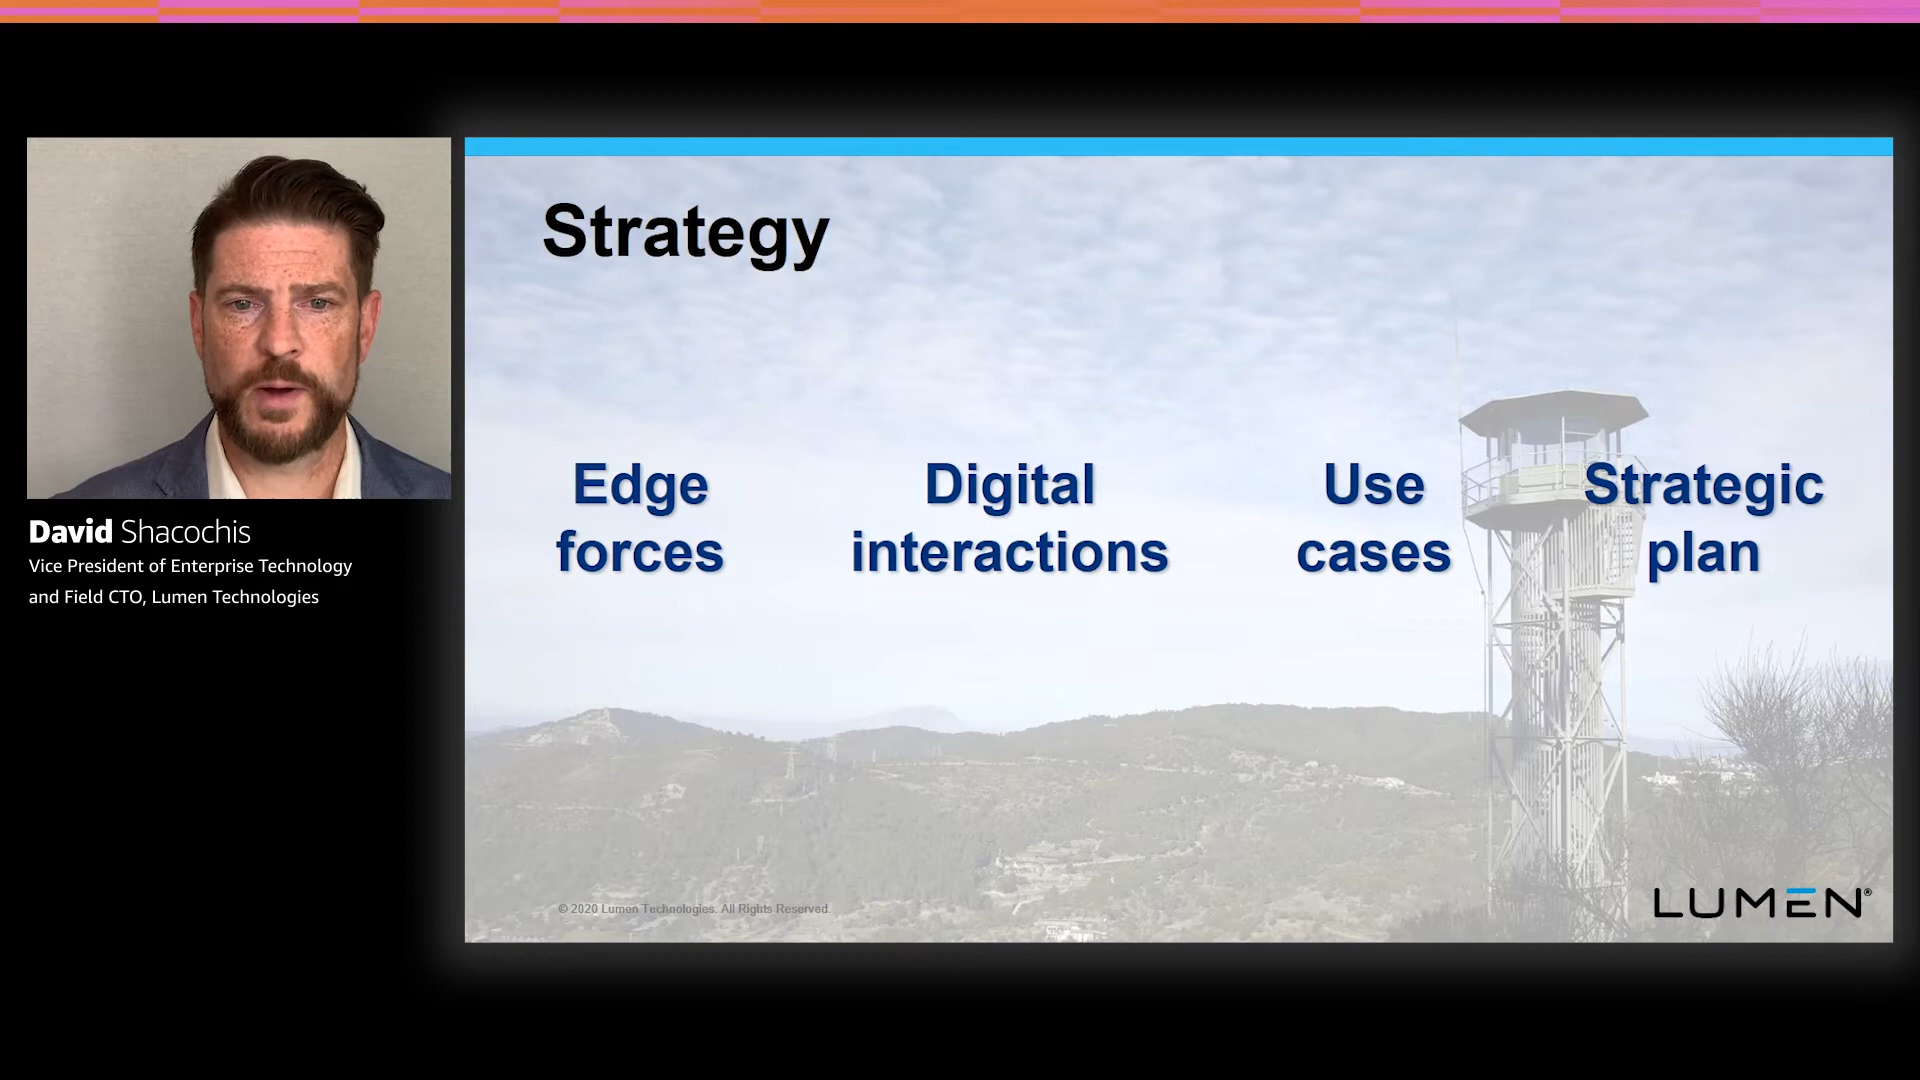 David Shacochis
Vice President of Enterprise Technology
and Field CTO, Lumen Technologies
Strategy
Edge
forces
Digital
interactions
Use
cases
Strategic
plan
© 2020 Lumen Technologies. All Rights Reserved.
LUMEN®